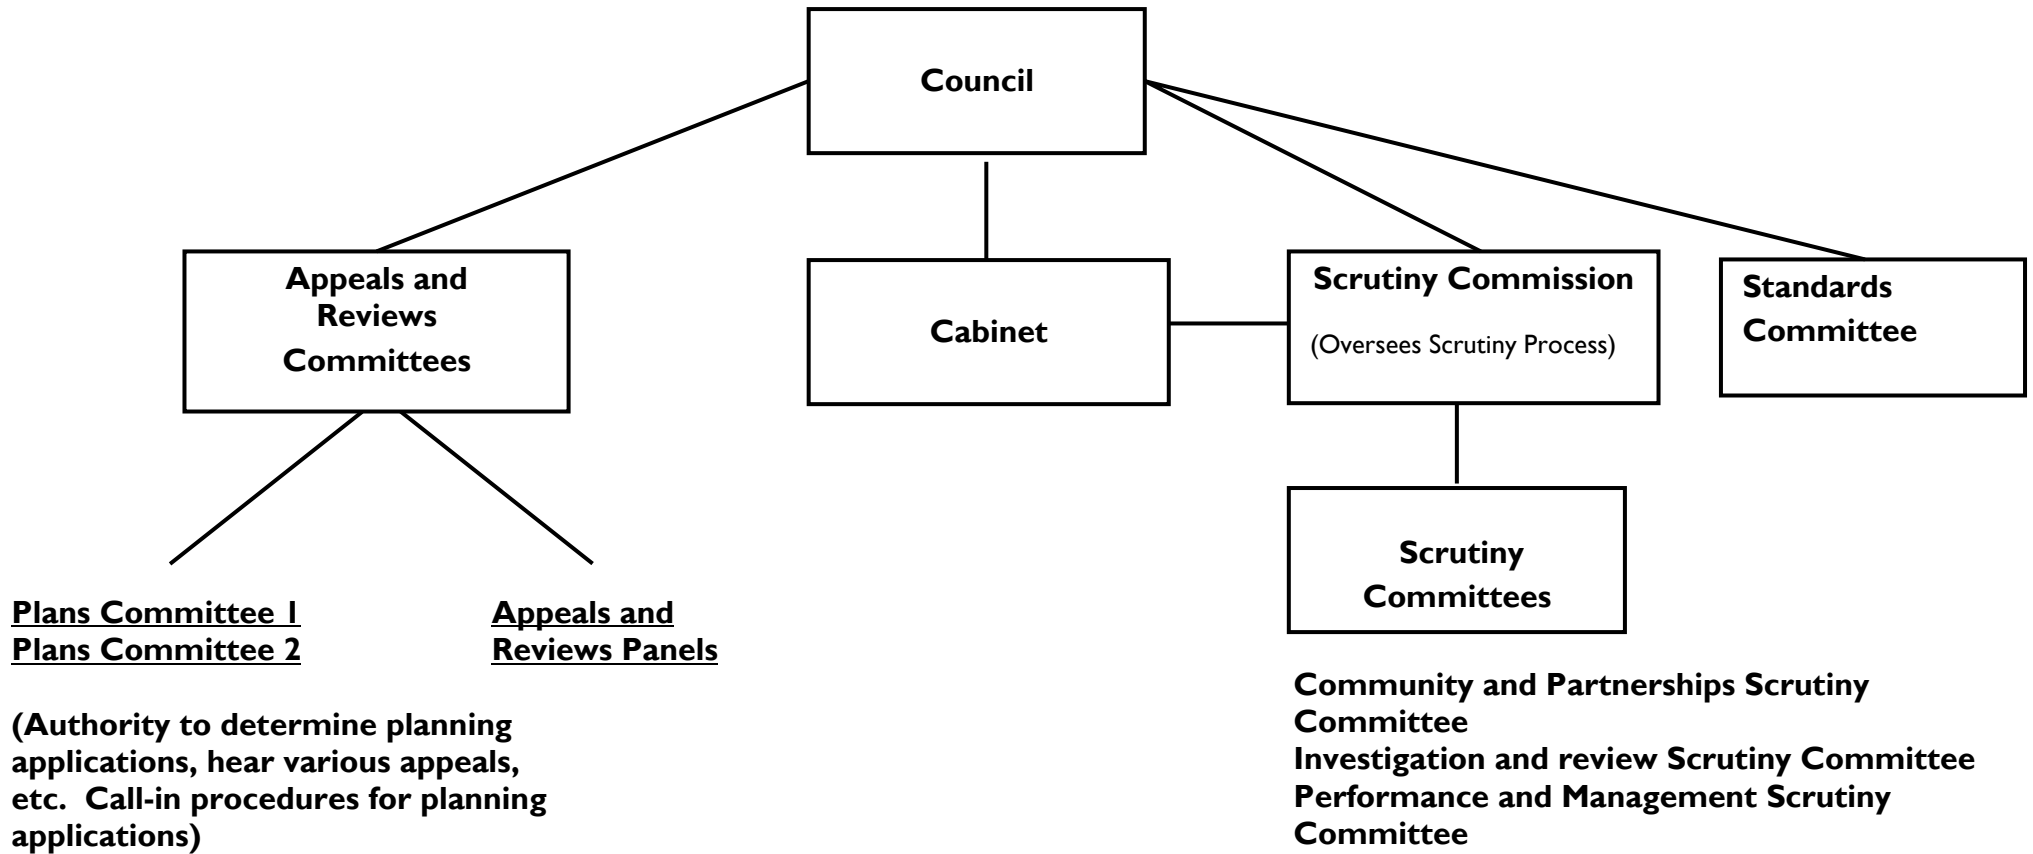 Council
Appeals and
Reviews
Committees
Cabinet
Scrutiny Commission
(Oversees Scrutiny Process)
Standards
Committee
Scrutiny
Committees
Plans Committee 1
Plans Committee 2
Appeals and
Reviews Panels
(Authority to determine planning
applications, hear various appeals,
etc.  Call-in procedures for planning
applications)
Community and Partnerships Scrutiny
Committee
Investigation and review Scrutiny Committee
Performance and Management Scrutiny
Committee